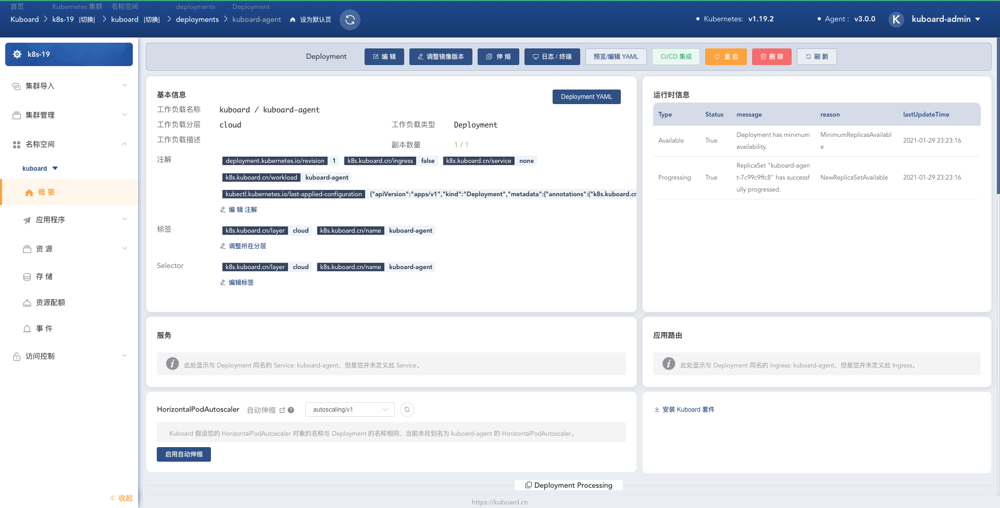 首页 Kubernetes 集群 名称空间 deployments Deployment
Kuboard k8s-19 [切换] kuboard [切换] deployments kuboard-agent 设为默认页
Kubernetes: v1.19.2 Agent : v3.0.0 K kuboard-admin
k8s-19
集群导入
集群管理
名称空间
kuboard
概 要
应用程序
资 源
存 储
资源配额
事 件
访问控制
收起
Deployment 编 辑 调整镜像版本 伸 缩 日志 / 终端 预览/编辑 YAML CI/CD 集成 重 启 删 除 刷 新
基本信息 Deployment YAML
工作负载名称 kuboard / kuboard-agent
工作负载分层 cloud 工作负载类型 Deployment
工作负载描述
副本数量 1 / 1
注解 deployment.kubernetes.io/revision 1 k8s.kuboard.cn/ingress false k8s.kuboard.cn/service none
k8s.kuboard.cn/workload kuboard-agent
kubectl.kubernetes.io/last-applied-configuration {"apiVersion":"apps/v1","kind":"Deployment","metadata":{"annotations":{"k8s.kuboard.cn
编 辑 注解
标签 k8s.kuboard.cn/layer cloud k8s.kuboard.cn/name kuboard-agent
调整所在分层
Selector k8s.kuboard.cn/layer cloud k8s.kuboard.cn/name kuboard-agent
编辑标签
运行时信息
Type Status message reason lastUpdateTime
Available True Deployment has minimum availability. MinimumReplicasAvailable 2021-01-29 23:23:16
Progressing True ReplicaSet "kuboard-agent-7c99c9ffc8" has successfully progressed. NewReplicaSetAvailable 2021-01-29 23:23:16
服务
此处显示与 Deployment 同名的 Service: kuboard-agent，但是您并未定义此 Service。
应用路由
此处显示与 Deployment 同名的 Ingress: kuboard-agent，但是您并未定义此 Ingress。
HorizontalPodAutoscaler 自动伸缩 autoscaling/v1
Kuboard 假设您的 HorizontalPodAutoscaler 对象的名称与 Deployment 的名称相同，当前未找到名为 kuboard-agent 的 HorizontalPodAutoscaler。
启用自动伸缩
安装 Kuboard 套件
Deployment Processing
https://kuboard.cn